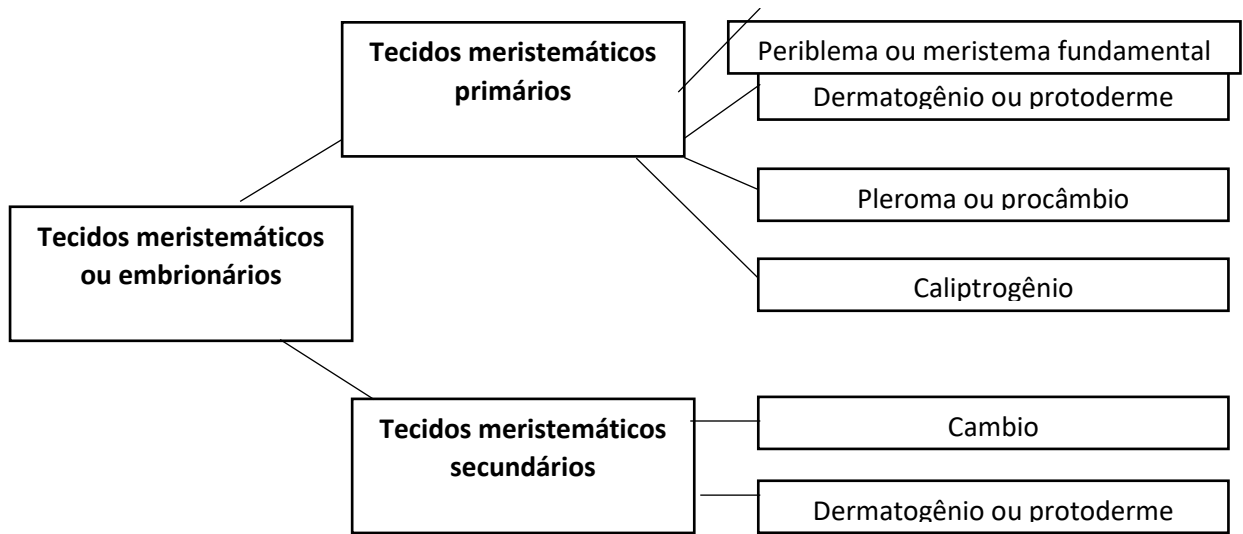 Tecidos meristemáticos
primários
Periblema ou meristema fundamental
Dermatogênio ou protoderme
Pleroma ou procâmbio
Caliptrogênio
Tecidos meristemáticos
ou embrionários
Tecidos meristemáticos
secundários
Cambio
Dermatogênio ou protoderme